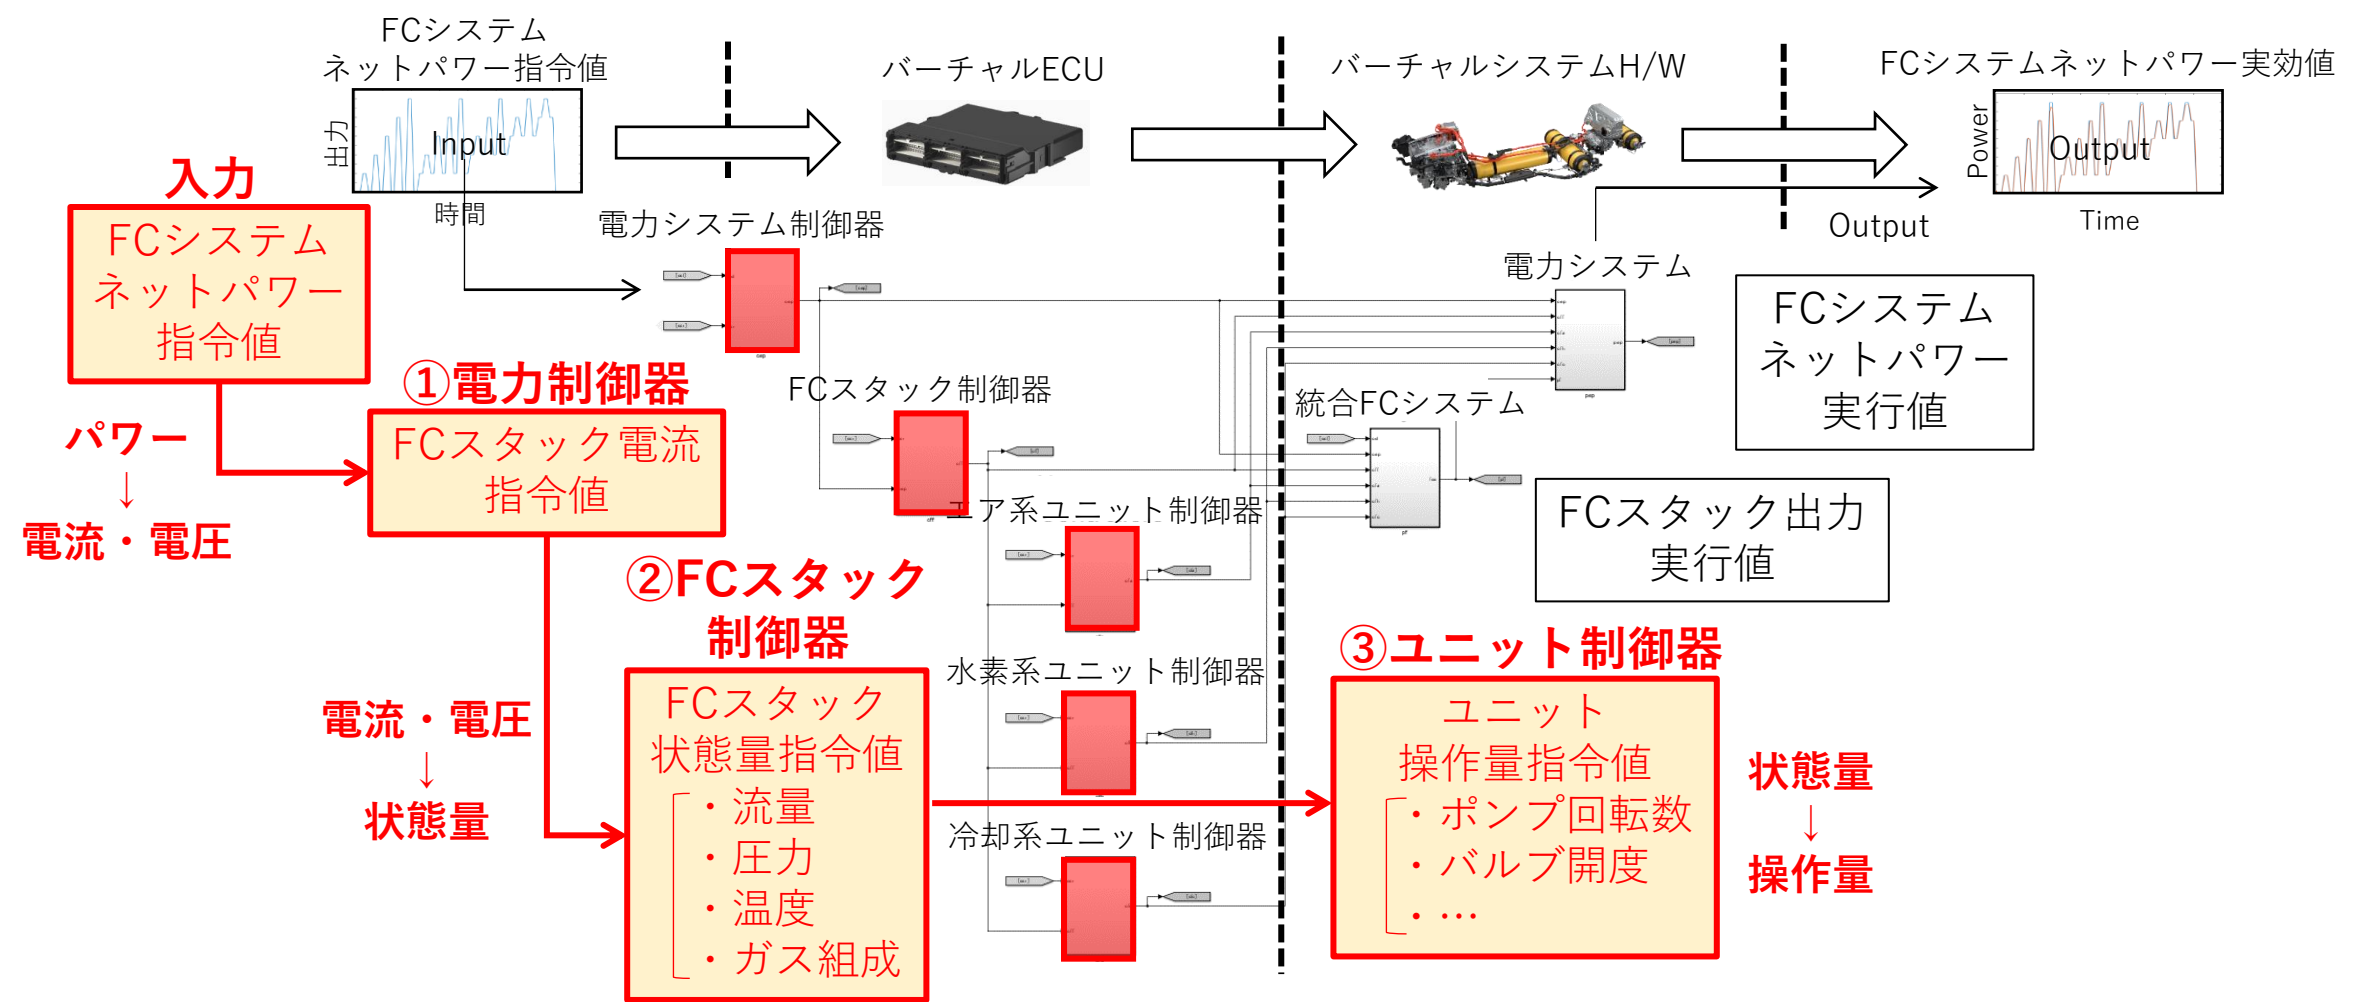 FCシステム
ネットパワー指令値
バーチャルECU
バーチャルシステムH/W
FCシステムネットパワー実効値
出力
Input
時間
Power
Output
Time
Output
入力
FCシステム
ネットパワー
指令値
電力システム制御器
電力システム
FCシステム
ネットパワー
実行値
①電力制御器
FCスタック電流
指令値
パワー
↓
電流・電圧
FCスタック制御器
統合FCシステム
FCスタック出力
実行値
エア系ユニット制御器
②FCスタック
制御器
FCスタック
状態量指令値
・流量
・圧力
・温度
・ガス組成
電流・電圧
↓
状態量
水素系ユニット制御器
冷却系ユニット制御器
③ユニット制御器
ユニット
操作量指令値
・ポンプ回転数
・バルブ開度
・…
状態量
↓
操作量